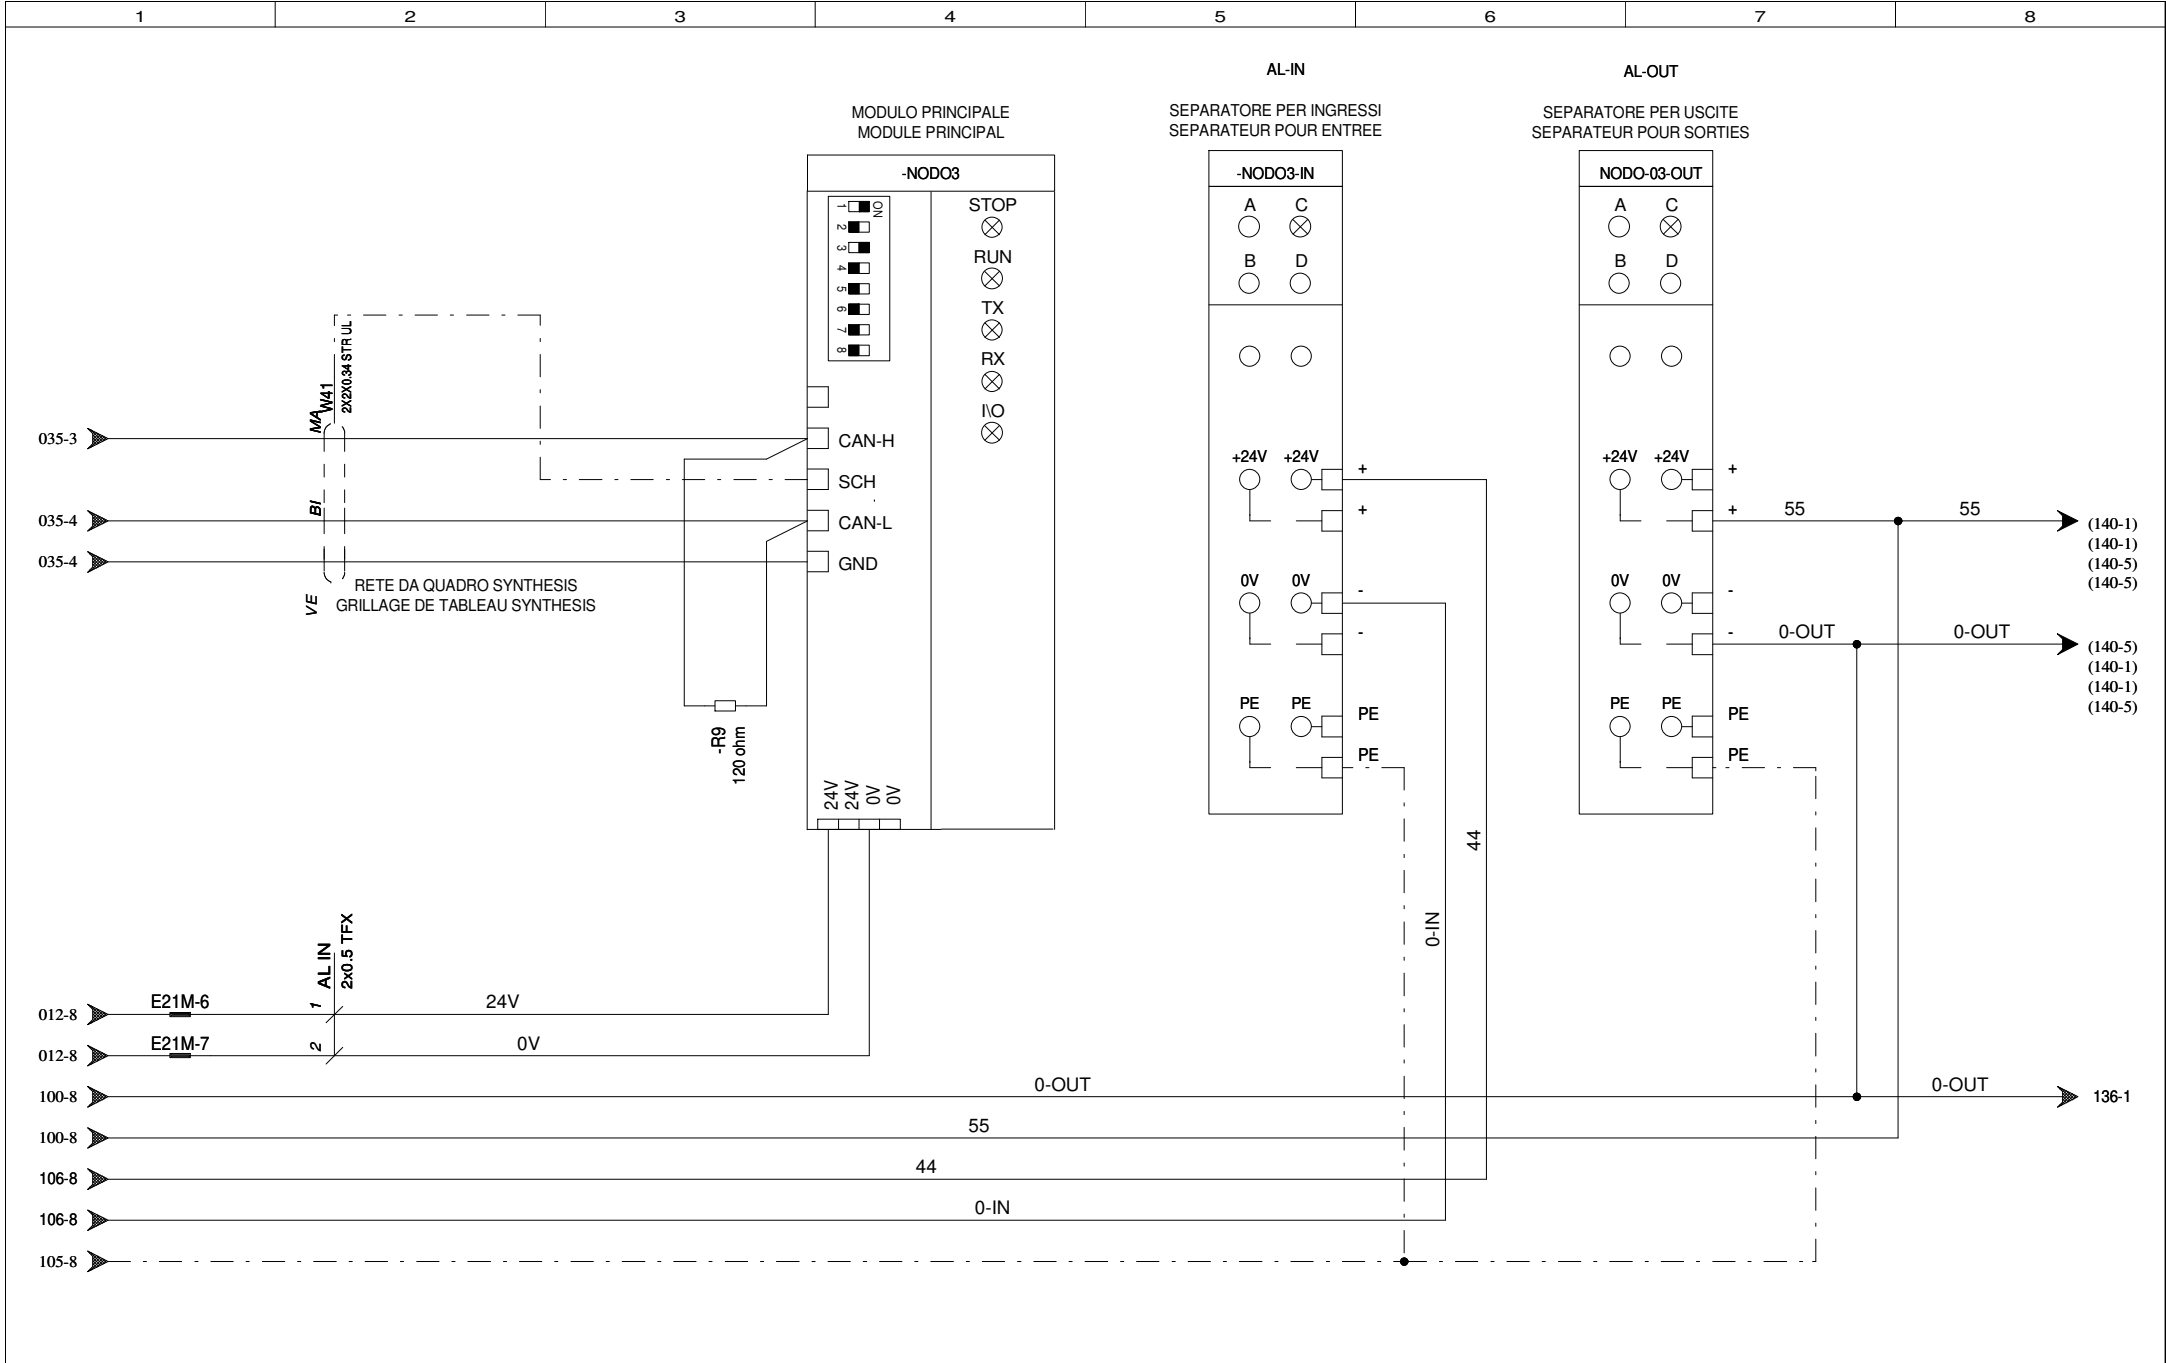 1 2 3 4 5 6 7 8
AL-IN
AL-OUT
MODULO PRINCIPALE
MODULE PRINCIPAL
SEPARATORE PER INGRESSI
SEPARATEUR POUR ENTREE
SEPARATORE PER USCITE
SEPARATEUR POUR SORTIES
-NODO3
ON
1
2
3
4
5
6
7
8
STOP
RUN
TX
RX
I\O
CAN-H
SCH
CAN-L
GND
24V
24V
0V
0V
-NODO3-IN
A C
B D
+24V +24V
+
+
0V 0V
-
-
PE PE
PE
PE
NODO-03-OUT
A C
B D
+24V +24V
+
+
0V 0V
-
-
PE PE
PE
PE
55 55
(140-1)
(140-1)
(140-5)
(140-5)
0-OUT 0-OUT
(140-5)
(140-1)
(140-1)
(140-5)
W41
2X2X0.34 STR UL
035-3
MA
035-4
BI
035-4
VE
RETE DA QUADRO SYNTHESIS
GRILLAGE DE TABLEAU SYNTHESIS
-R9
120 ohm
44
0-IN
AL IN
2x0.5 TFX
012-8 E21M-6 1 24V
012-8 E21M-7 2 0V
100-8 0-OUT 0-OUT 136-1
100-8 55
106-8 44
106-8 0-IN
105-8